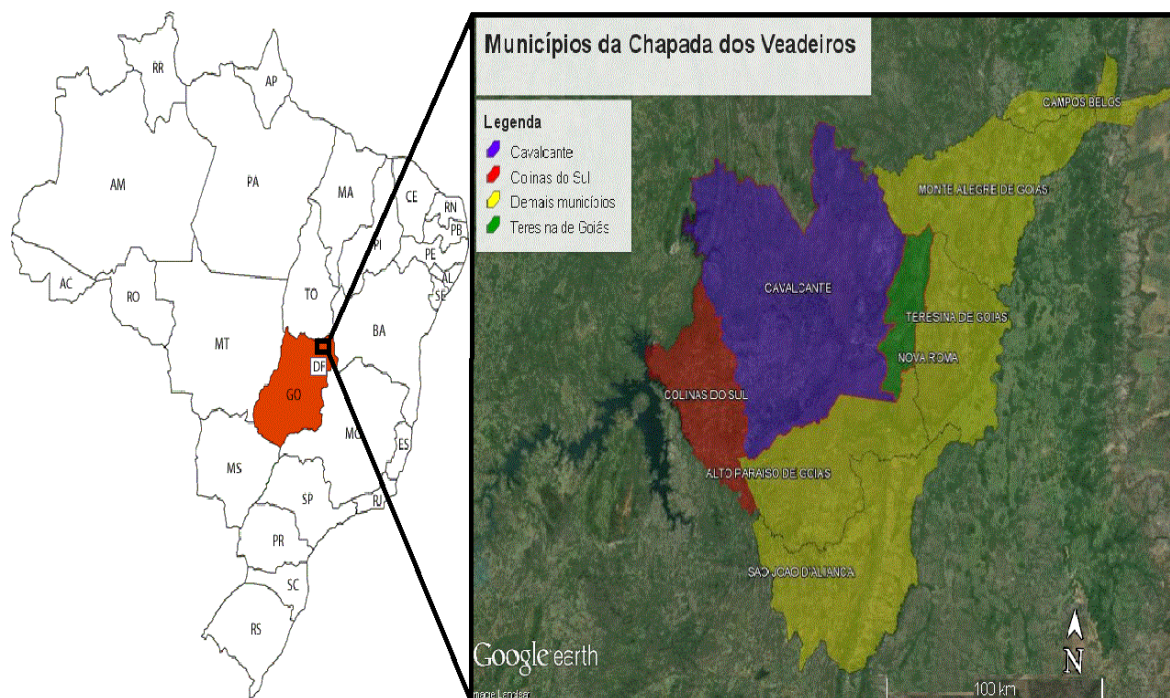 RR
AP
AM
PA
MA
CE
RN
PB
PI
PE
AL
SE
AC
RO
TO
BA
MT
DF
GO
MG
ES
MS
SP
RJ
PR
SC
RS
Municípios da Chapada dos Veadeiros
Legenda
Cavalcante
Colinas do Sul
Demais municípios
Teresina de Goiás
CAMPOS BELOS
MONTE ALEGRE DE GOIAS
CAVALCANTE
TERESINA DE GOIAS
NOVA ROMA
COLINAS DO SUL
ALTO PARAISO DE GOIAS
SAO JOAO D'ALIANCA
Google earth
Image Landsat
N
100 km